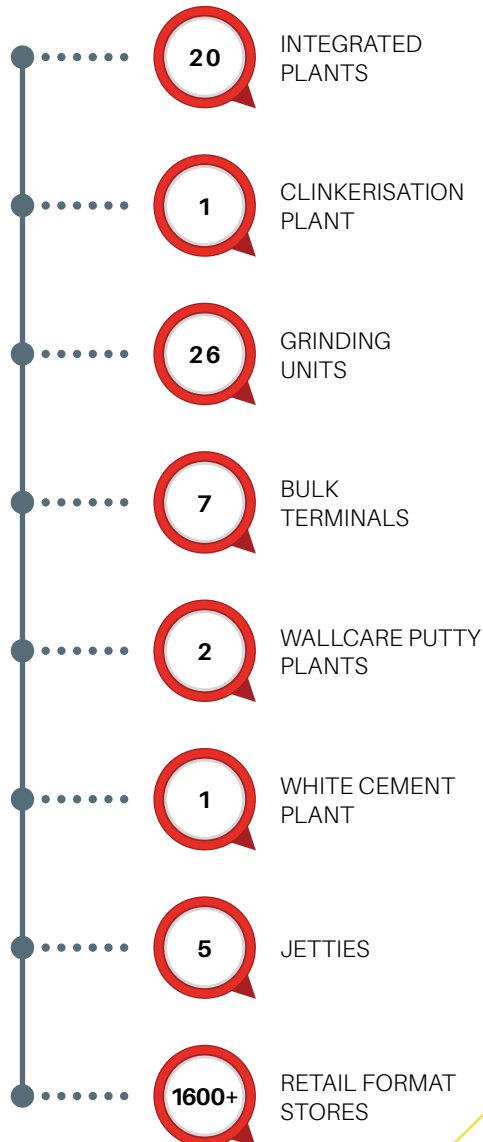 20
INTEGRATED
PLANTS
1
CLINKERISATION
PLANT
26
GRINDING
UNITS
7
BULK
TERMINALS
2
WALLCARE PUTTY
PLANTS
1
WHITE CEMENT
PLANT
5
JETTIES
1600+
RETAIL FORMAT
STORES